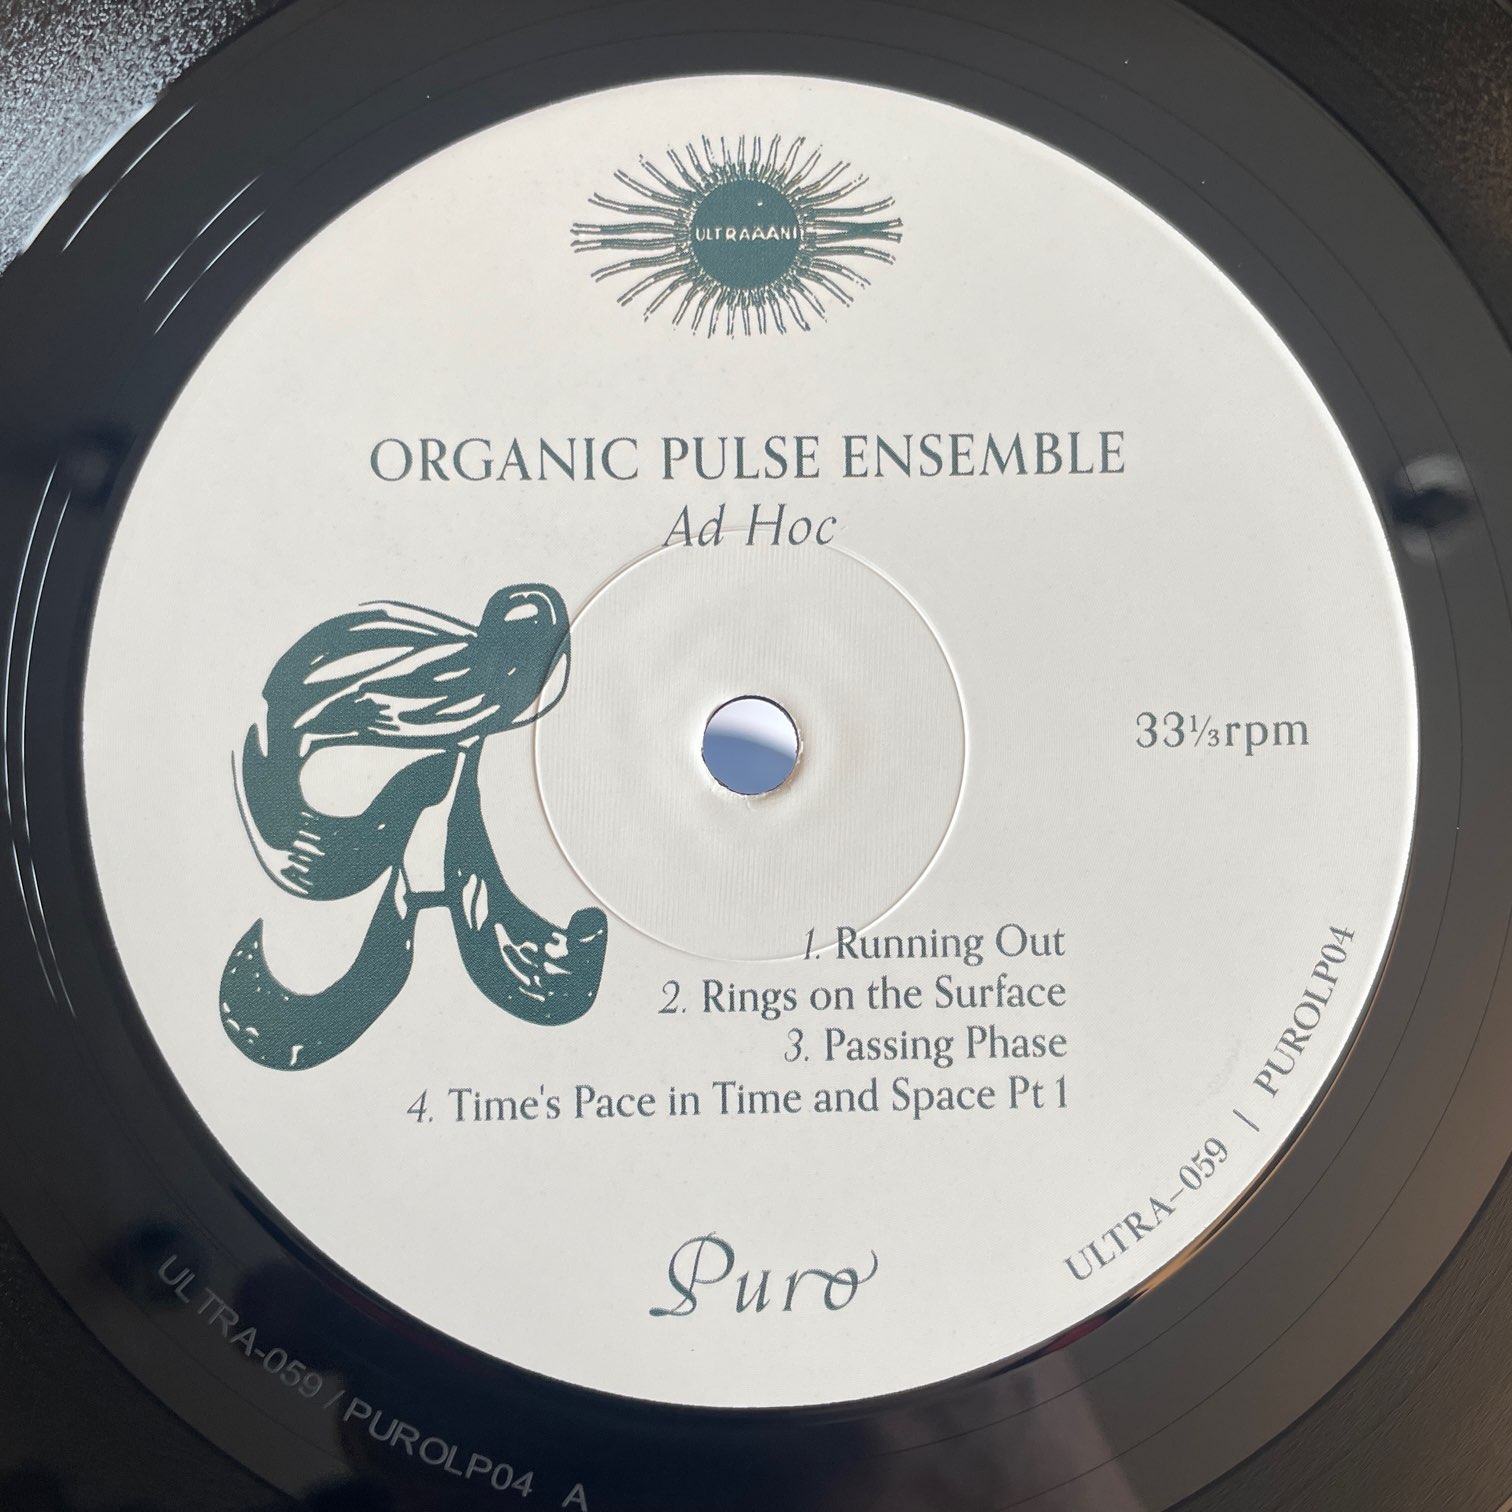 ULTRAAANI
ORGANIC PULSE ENSEMBLE
Ad Hoc
A
33⅓rpm
1. Running Out
2. Rings on the Surface
3. Passing Phase
4. Time's Pace in Time and Space Pt 1
ULTRA–059 | PUROLP04
Puro
ULTRA-059 / PUROLP04 A